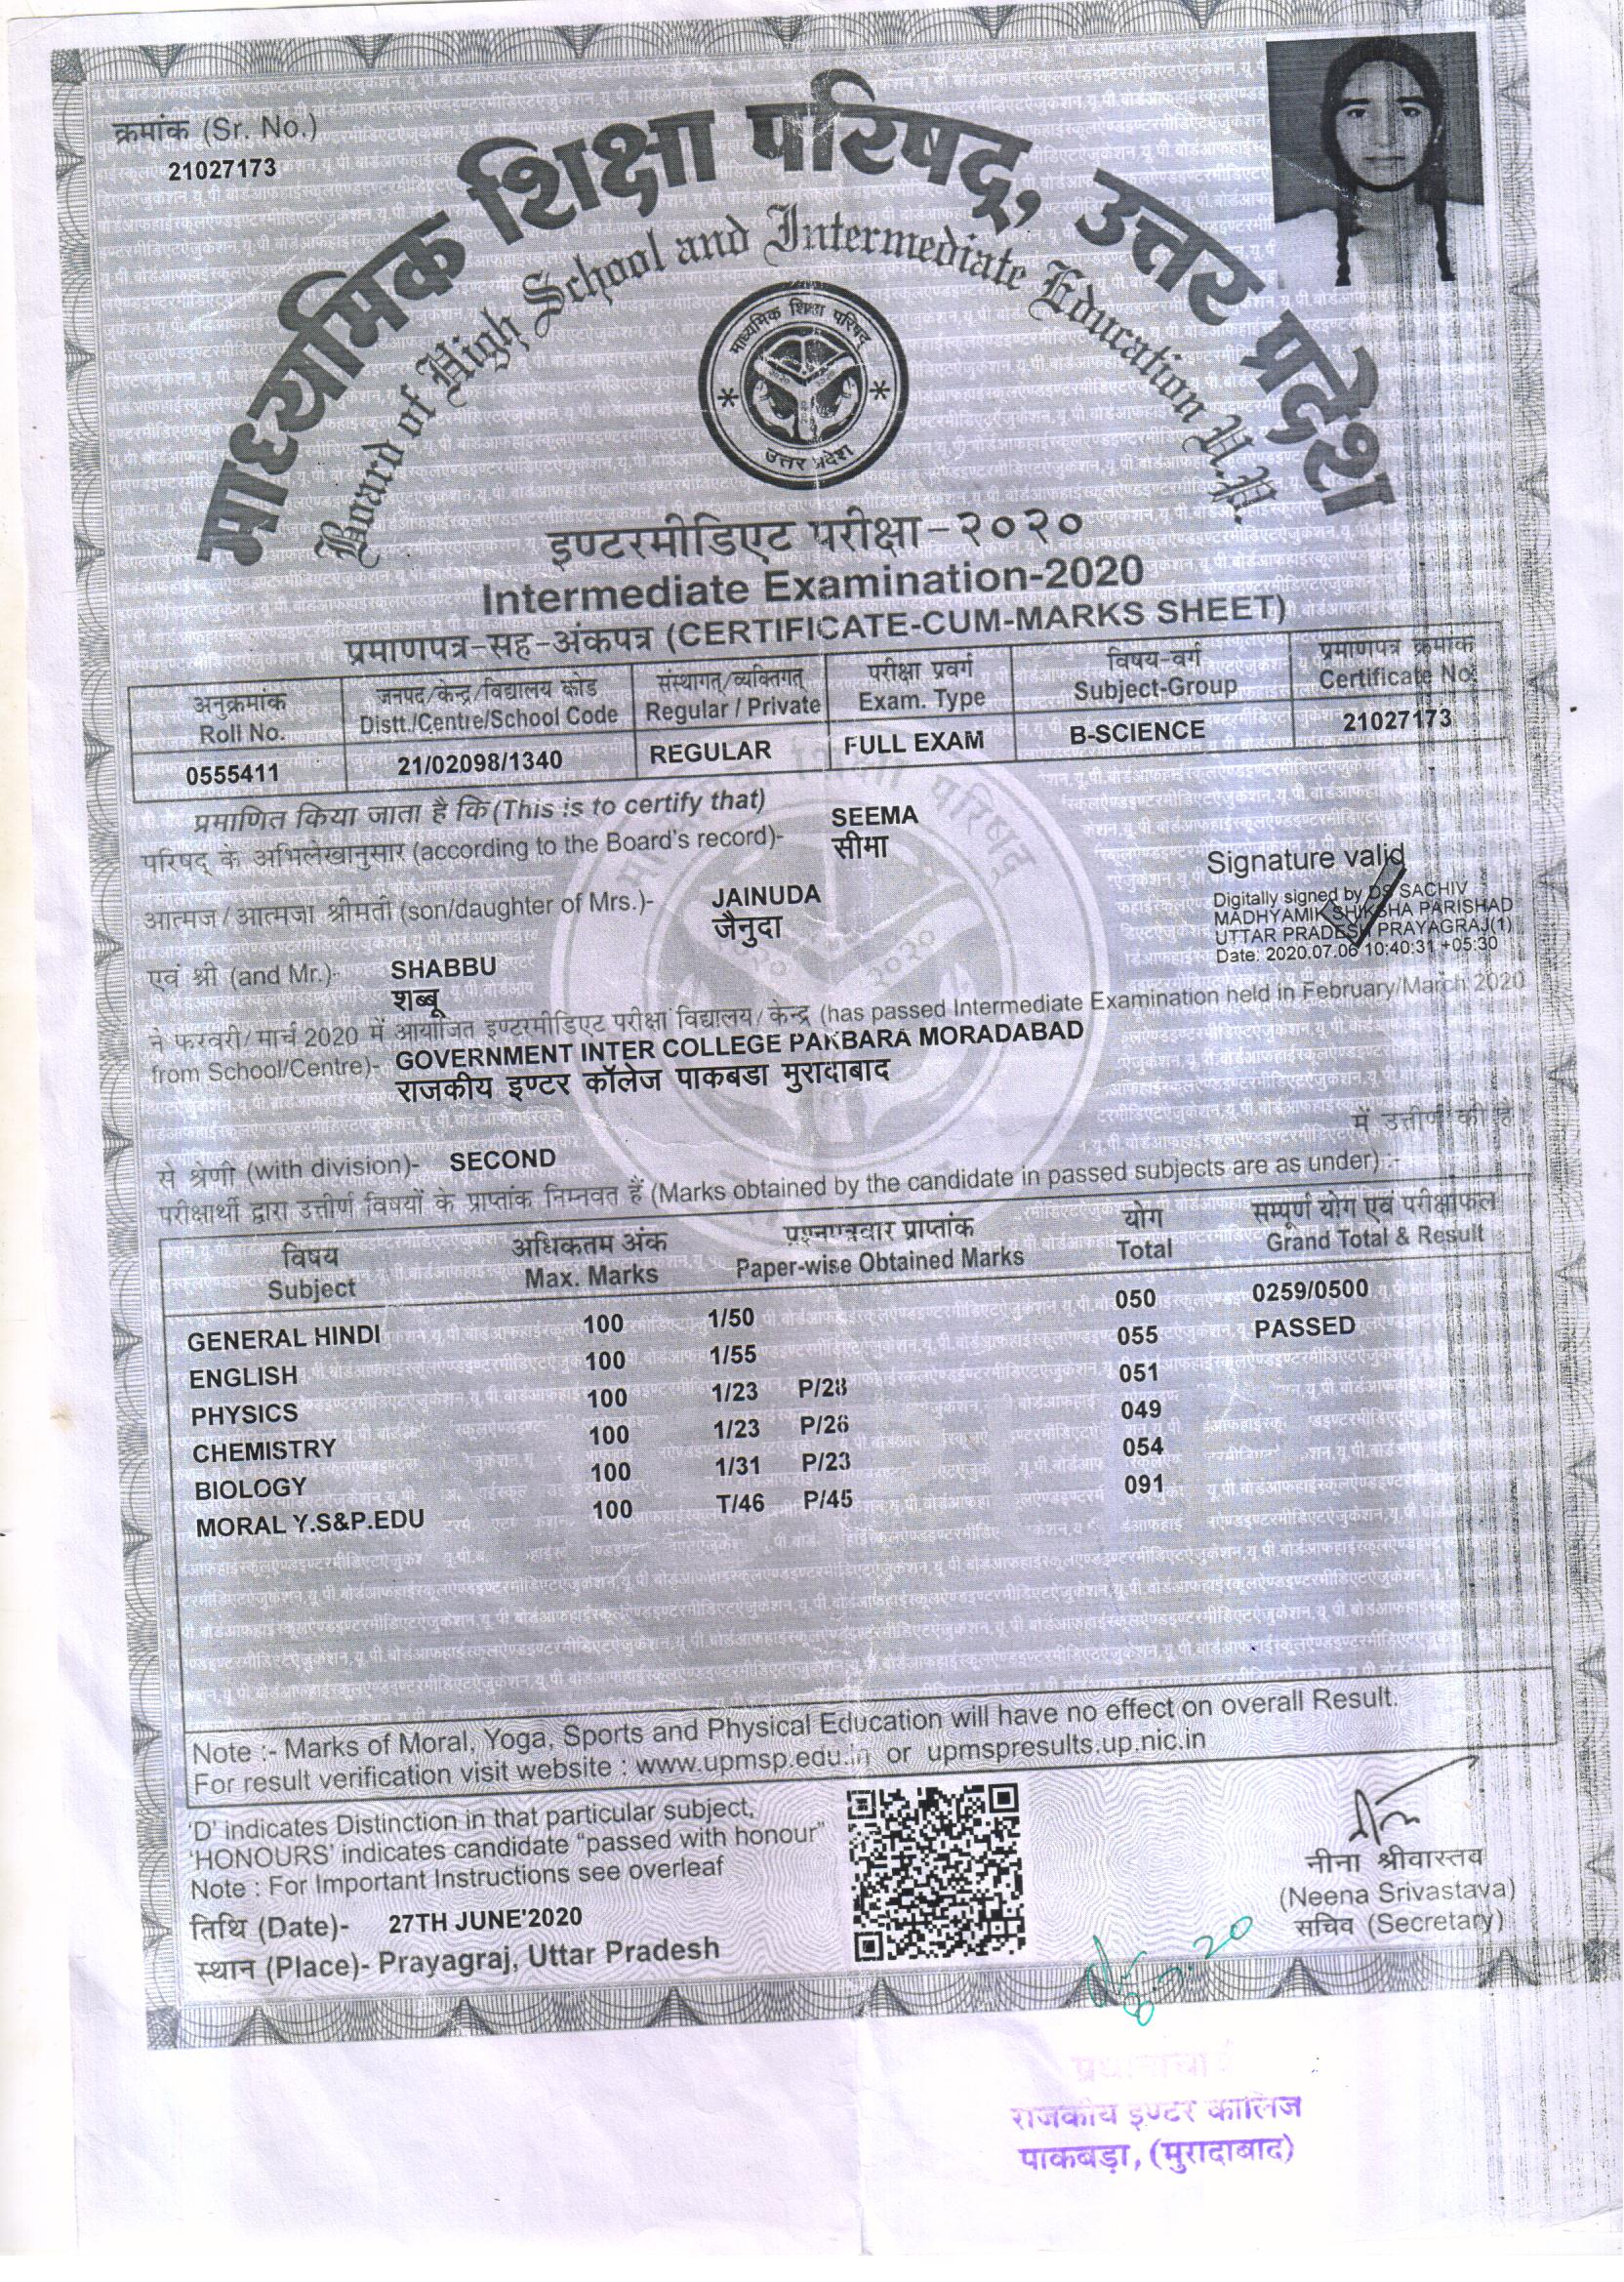 क्रमांक (Sr. No.)
21027173
माध्यमिक शिक्षा परिषद्, उत्तर प्रदेश
Board of High School and Intermediate Education U.P.
माध्यमिक शिक्षा परिषद्
उत्तर प्रदेश
इण्टरमीडिएट परीक्षा-२०२०
Intermediate Examination-2020
प्रमाणपत्र-सह-अंकपत्र (CERTIFICATE-CUM-MARKS SHEET)
अनुक्रमांक जनपद/केन्द्र/विद्यालय कोड संस्थागत्/व्यक्तिगत् परीक्षा प्रवर्ग विषय-वर्ग प्रमाणपत्र क्रमांक
Roll No. Distt./Centre/School Code Regular / Private Exam. Type Subject-Group Certificate No.
0555411 21/02098/1340 REGULAR FULL EXAM B-SCIENCE 21027173
प्रमाणित किया जाता है कि (This is to certify that) SEEMA
परिषद् के अभिलेखानुसार (according to the Board's record)- सीमा
Signature valid
Digitally signed by DS SACHIV
MADHYAMIK SHIKSHA PARISHAD
UTTAR PRADESH PRAYAGRAJ(1)
Date: 2020.07.06 10:40:31 +05:30
आत्मज/आत्मजा श्रीमती (son/daughter of Mrs.)- JAINUDA
जैनुदा
एवं श्री (and Mr.)- SHABBU
शब्बू
ने फरवरी/मार्च 2020 में आयोजित इण्टरमीडिएट परीक्षा विद्यालय/केन्द्र (has passed Intermediate Examination held in February/March 2020
from School/Centre)- GOVERNMENT INTER COLLEGE PAKBARA MORADABAD
राजकीय इण्टर कॉलेज पाकबडा मुरादाबाद
में उत्तीर्ण की है
से श्रेणी (with division)- SECOND
परीक्षार्थी द्वारा उत्तीर्ण विषयों के प्राप्तांक निम्नवत हैं (Marks obtained by the candidate in passed subjects are as under) :-
विषय अधिकतम अंक प्रश्नपत्रवार प्राप्तांक योग सम्पूर्ण योग एवं परीक्षाफल
Subject Max. Marks Paper-wise Obtained Marks Total Grand Total & Result
GENERAL HINDI 100 1/50 050 0259/0500
ENGLISH 100 1/55 055 PASSED
PHYSICS 100 1/23 P/28 051
CHEMISTRY 100 1/23 P/26 049
BIOLOGY 100 1/31 P/23 054
MORAL Y.S&P.EDU 100 T/46 P/45 091
Note :- Marks of Moral, Yoga, Sports and Physical Education will have no effect on overall Result.
For result verification visit website : www.upmsp.edu.in or upmspresults.up.nic.in
'D' indicates Distinction in that particular subject,
'HONOURS' indicates candidate "passed with honour"
Note : For Important Instructions see overleaf
तिथि (Date)- 27TH JUNE'2020
स्थान (Place)- Prayagraj, Uttar Pradesh
नीना श्रीवास्तव
(Neena Srivastava)
सचिव (Secretary)
राजकीय इण्टर कालिज
पाकबड़ा, (मुरादाबाद)